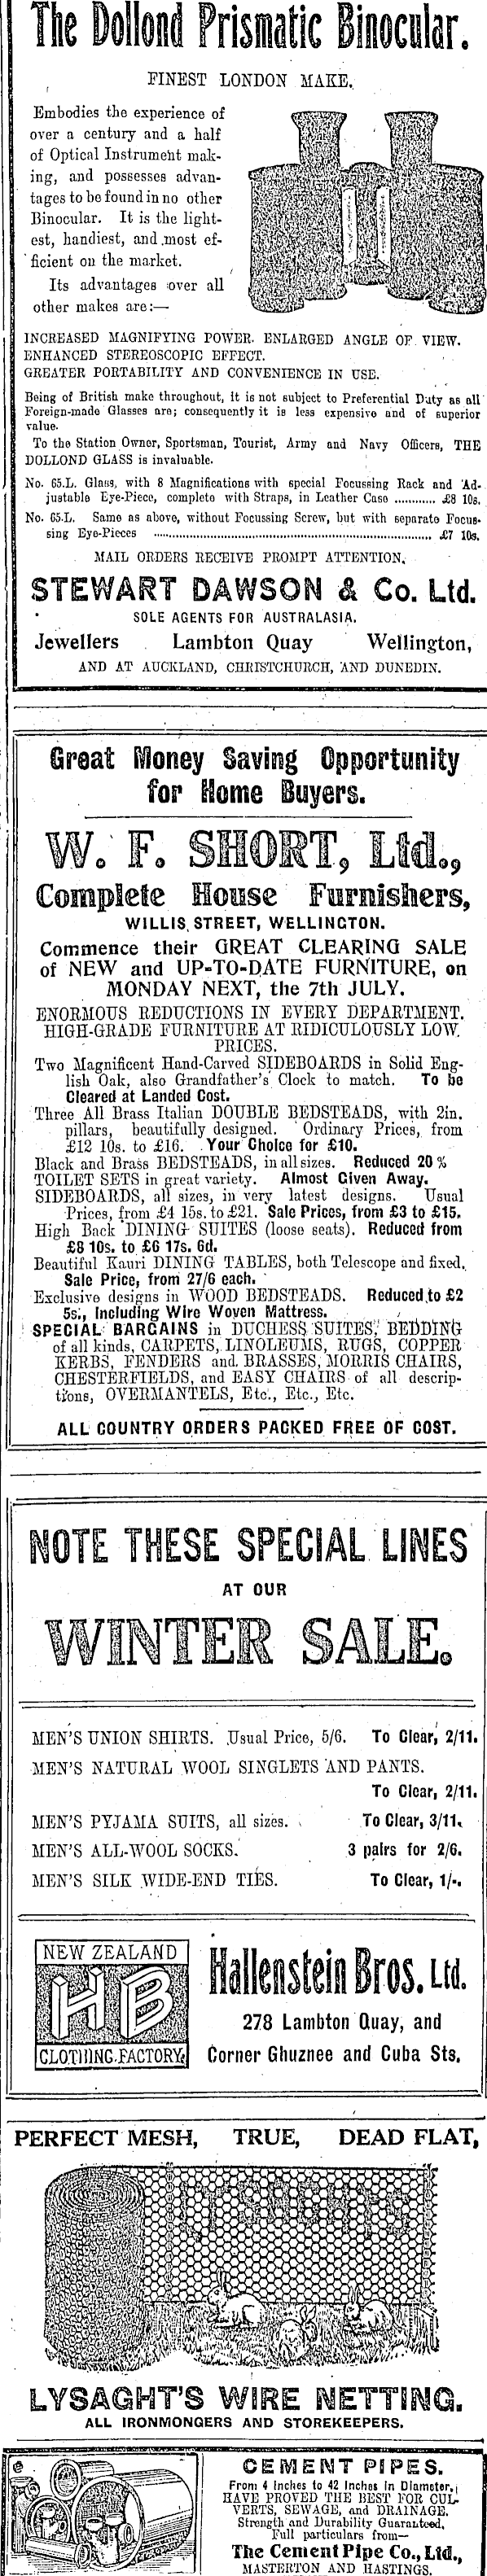 The Dollond Prismatic Binocular.
FINEST LONDON MAKE.
Embodies the experience of
over a century and a half
of Optical Instrument mak-
ing, and possesses advan-
tages to be found in no other
Binocular. It is the light-
est, handiest, and most ef-
ficient on the market.
Its advantages over all
other makes are:—
INCREASED MAGNIFYING POWER. ENLARGED ANGLE OF VIEW.
ENHANCED STEREOSCOPIC EFFECT.
GREATER PORTABILITY AND CONVENIENCE IN USE.
Being of British make throughout, it is not subject to Preferential Duty as all
Foreign-made Glasses are; consequently it is less expensive and of superior
value.
To the Station Owner, Sportsman, Tourist, Army and Navy Officers, THE
DOLLOND GLASS is invaluable.
No. 65.L. Glass, with 8 Magnifications with special Focussing Rack and Ad-
justable Eye-Piece, complete with Straps, in Leather Case ............ £8 10s.
No. 65.L. Same as above, without Focussing Screw, but with separate Focus-
sing Eye-Pieces ........................................................... £7 10s.
MAIL ORDERS RECEIVE PROMPT ATTENTION.
STEWART DAWSON & Co. Ltd.
SOLE AGENTS FOR AUSTRALASIA.
Jewellers Lambton Quay Wellington,
AND AT AUCKLAND, CHRISTCHURCH, AND DUNEDIN.
Great Money Saving Opportunity
for Home Buyers.
W. F. SHORT, Ltd.,
Complete House Furnishers,
WILLIS STREET, WELLINGTON.
Commence their GREAT CLEARING SALE
of NEW and UP-TO-DATE FURNITURE, on
MONDAY NEXT, the 7th JULY.
ENORMOUS REDUCTIONS IN EVERY DEPARTMENT.
HIGH-GRADE FURNITURE AT RIDICULOUSLY LOW
PRICES.
Two Magnificent Hand-Carved SIDEBOARDS in Solid Eng-
lish Oak, also Grandfather's Clock to match. To be
Cleared at Landed Cost.
Three All Brass Italian DOUBLE BEDSTEADS, with 2in.
pillars, beautifully designed. Ordinary Prices, from
£12 10s. to £16. Your Choice for £10.
Black and Brass BEDSTEADS, in all sizes. Reduced 20%
TOILET SETS in great variety. Almost Given Away.
SIDEBOARDS, all sizes, in very latest designs. Usual
Prices, from £4 15s. to £21. Sale Prices, from £3 to £15.
High Back DINING SUITES (loose seats). Reduced from
£8 10s. to £6 17s. 6d.
Beautiful Kauri DINING TABLES, both Telescope and fixed.
Sale Price, from 27/6 each.
Exclusive designs in WOOD BEDSTEADS. Reduced to £2
5s., Including Wire Woven Mattress.
SPECIAL BARGAINS in DUCHESS SUITES, BEDDING
of all kinds, CARPETS, LINOLEUMS, RUGS, COPPER
KERBS, FENDERS and BRASSES, MORRIS CHAIRS,
CHESTERFIELDS, and EASY CHAIRS of all descrip-
tions, OVERMANTELS, Etc., Etc., Etc.
ALL COUNTRY ORDERS PACKED FREE OF COST.
NOTE THESE SPECIAL LINES
AT OUR
WINTER SALE.
MEN'S UNION SHIRTS. Usual Price, 5/6. To Clear, 2/11.
MEN'S NATURAL WOOL SINGLETS AND PANTS.
To Clear, 2/11.
MEN'S PYJAMA SUITS, all sizes. To Clear, 3/11.
MEN'S ALL-WOOL SOCKS. 3 pairs for 2/6.
MEN'S SILK WIDE-END TIES. To Clear, 1/-.
NEW ZEALAND
HB
CLOTHING FACTORY
Hallenstein Bros. Ltd.
278 Lambton Quay, and
Corner Ghuznee and Cuba Sts.
PERFECT MESH, TRUE, DEAD FLAT,
LYSAGHT'S
LYSAGHT'S WIRE NETTING.
ALL IRONMONGERS AND STOREKEEPERS.
CEMENT PIPES.
From 4 Inches to 42 Inches in Diameter,
HAVE PROVED THE BEST FOR CUL-
VERTS, SEWAGE, and DRAINAGE.
Strength and Durability Guaranteed,
Full particulars from—
The Cement Pipe Co., Ltd.,
MASTERTON AND HASTINGS.